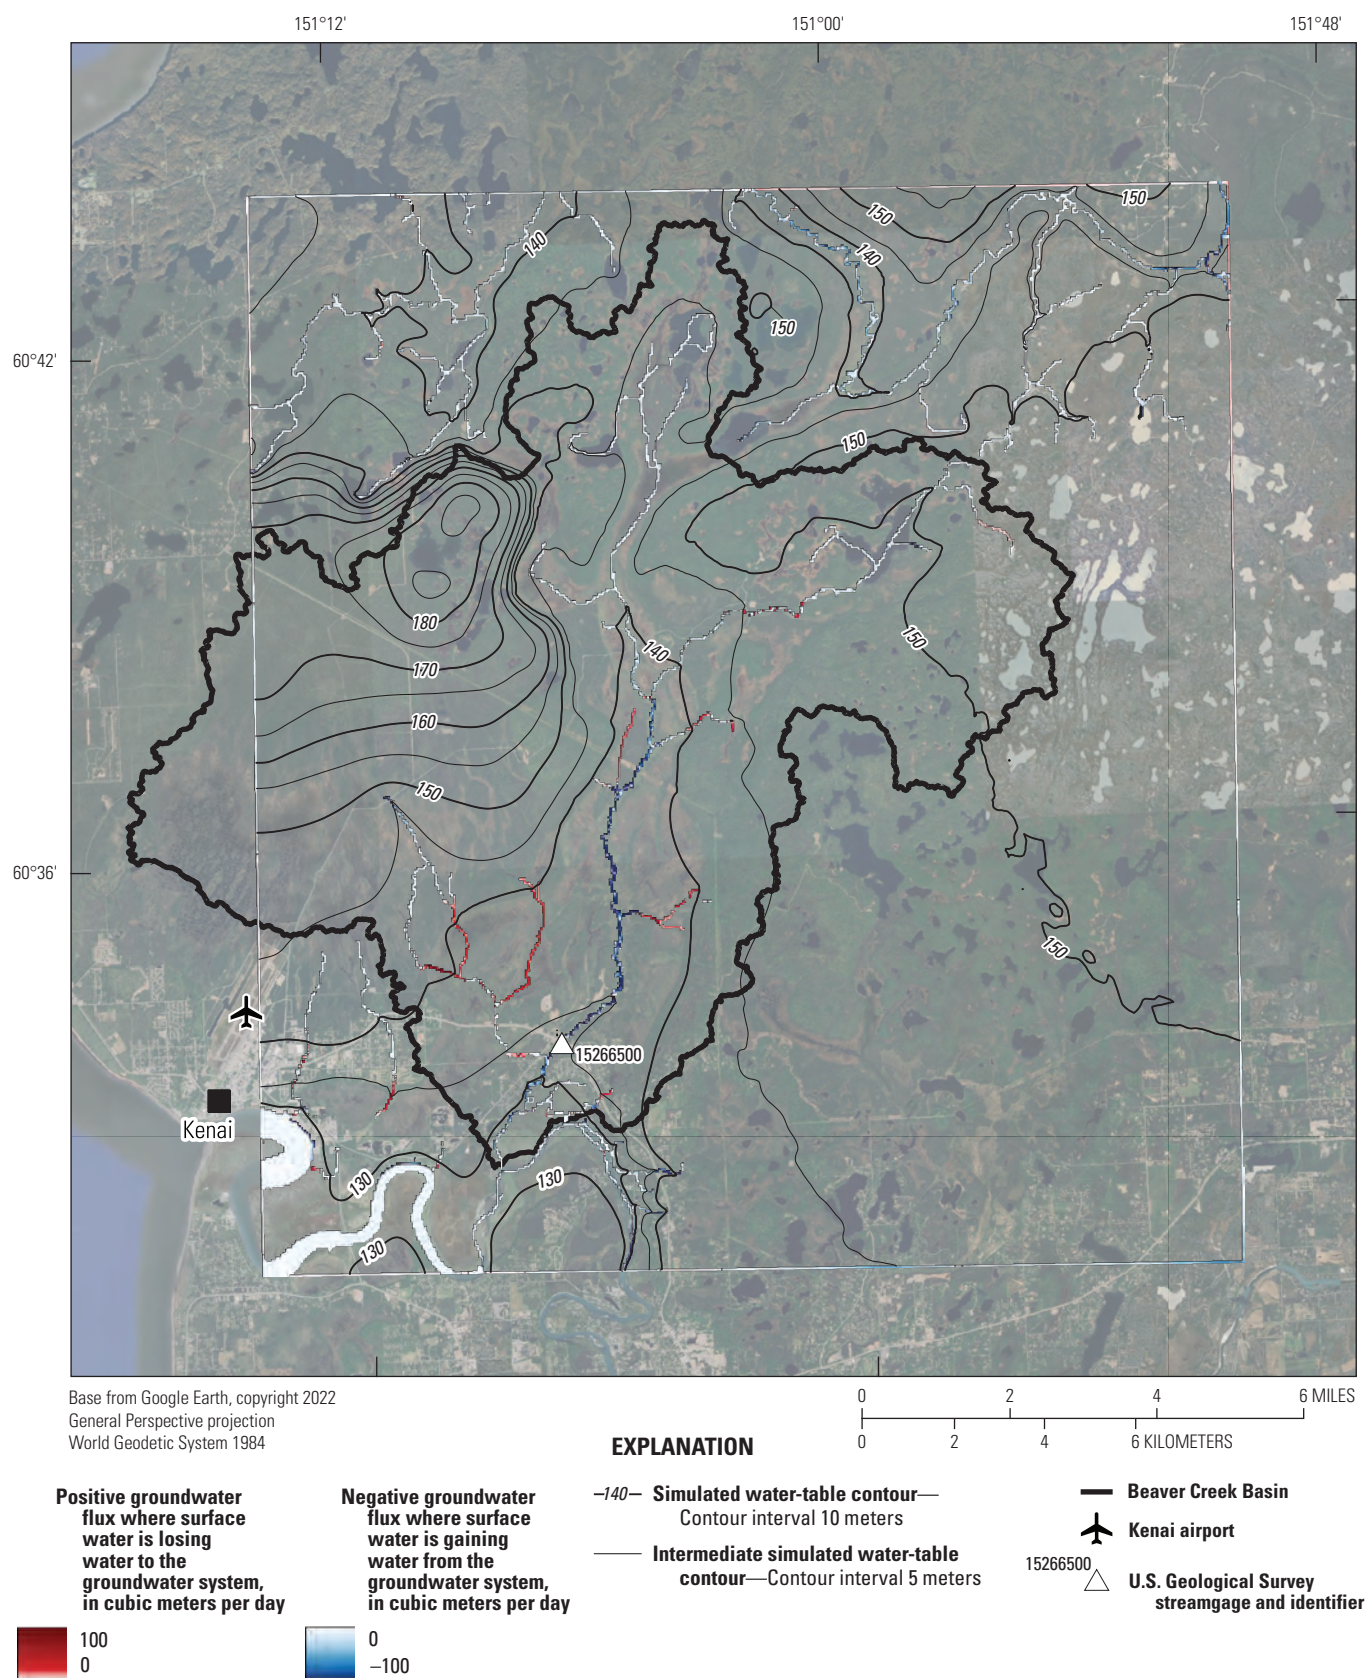 151°12'
151°00'
151°48'
60°42'
60°36'
140
150
140
150
150
150
180
170
160
150
140
150
150
130
130
130
15266500
Kenai
Base from Google Earth, copyright 2022
General Perspective projection
World Geodetic System 1984
0 2 4 6 MILES
0 2 4 6 KILOMETERS
EXPLANATION
Positive groundwater
flux where surface
water is losing
water to the
groundwater system,
in cubic meters per day
100
0
Negative groundwater
flux where surface
water is gaining
water from the
groundwater system,
in cubic meters per day
0
–100
140 Simulated water-table contour—
Contour interval 10 meters
Intermediate simulated water-table
contour—Contour interval 5 meters
Beaver Creek Basin
Kenai airport
15266500
U.S. Geological Survey
streamgage and identifier